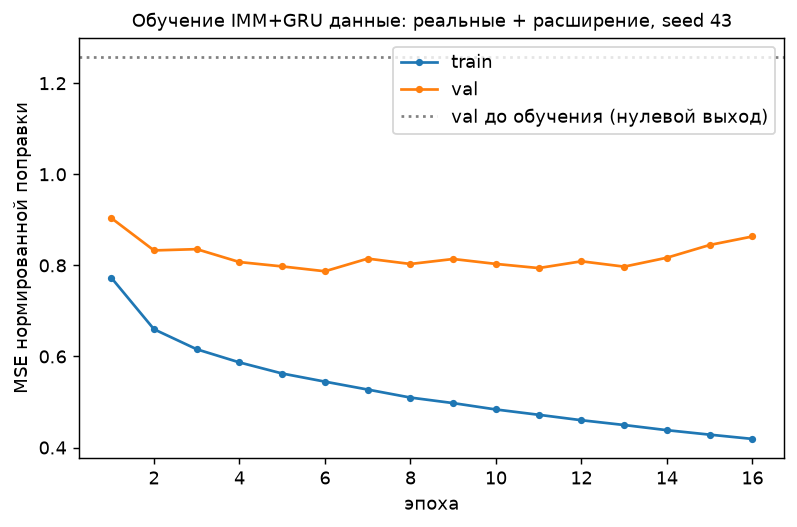 Обучение IMM+GRU данные: реальные + расширение, seed 43
MSE нормированной поправки
1.2
1.0
0.8
0.6
0.4
train
val
val до обучения (нулевой выход)
2 4 6 8 10 12 14 16
эпоха